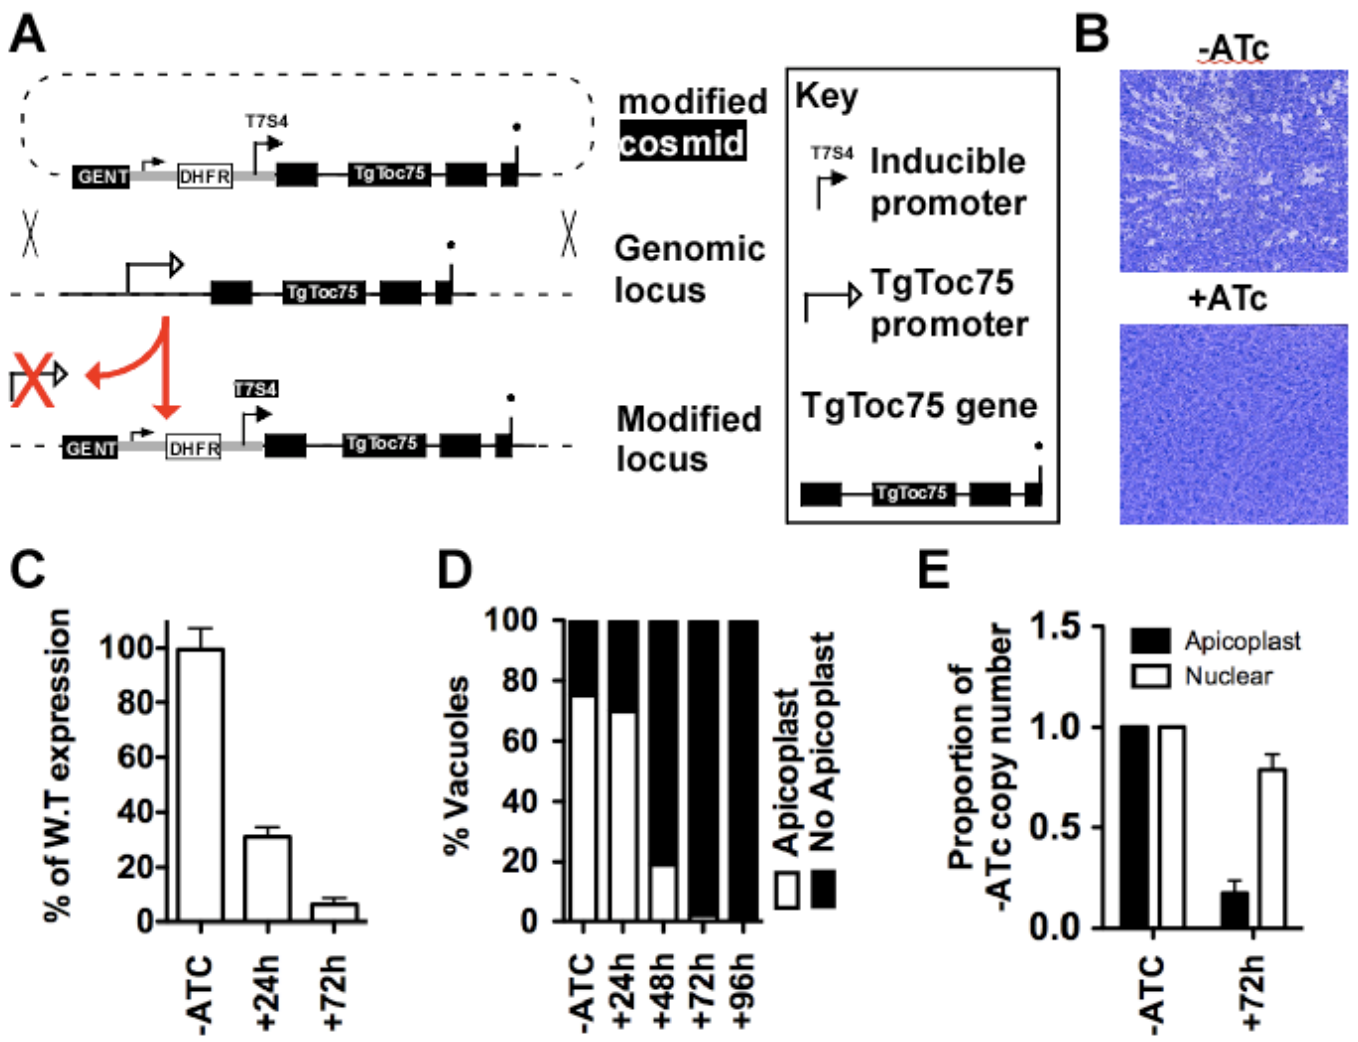 A
T7S4
GENT
DHFR
TgToc75
modified
cosmid
TgToc75
Genomic
locus
T7S4
GENT
DHFR
TgToc75
Modified
locus
Key
T7S4
Inducible
promoter
TgToc75
promoter
TgToc75 gene
TgToc75
B
-ATc
+ATc
C
% of W.T expression
100
80
60
40
20
0
-ATC
+24h
+72h
D
% Vacuoles
100
80
60
40
20
0
-ATC
+24h
+48h
+72h
+96h
Apicoplast
No Apicoplast
E
Proportion of
-ATc copy number
1.5
1.0
0.5
0.0
Apicoplast
Nuclear
-ATC
+72h